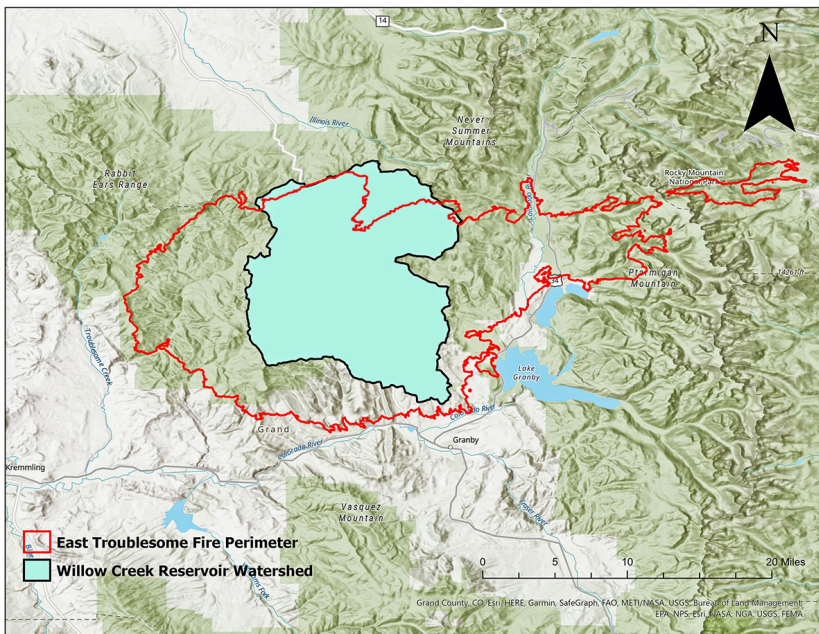 14
N
Illinois River
Never
Summer
Mountains
Rabbit
Ears Range
Rocky Mountain
National Park
Colorado River
14261 ft
Ptarmigan
Mountain
34
Troublesome Creek
Lake
Granby
Colorado River
Grand
Colorado River
Granby
Kremmling
Vasquez
Mountain
Fraser River
East Troublesome Fire Perimeter
Willow Creek Reservoir Watershed
0 5 10 20 Miles
Grand County, CO, Esri, HERE, Garmin, SafeGraph, FAO, METI/NASA, USGS, Bureau of Land Management,
EPA, NPS, Esri, NASA, NGA, USGS, FEMA